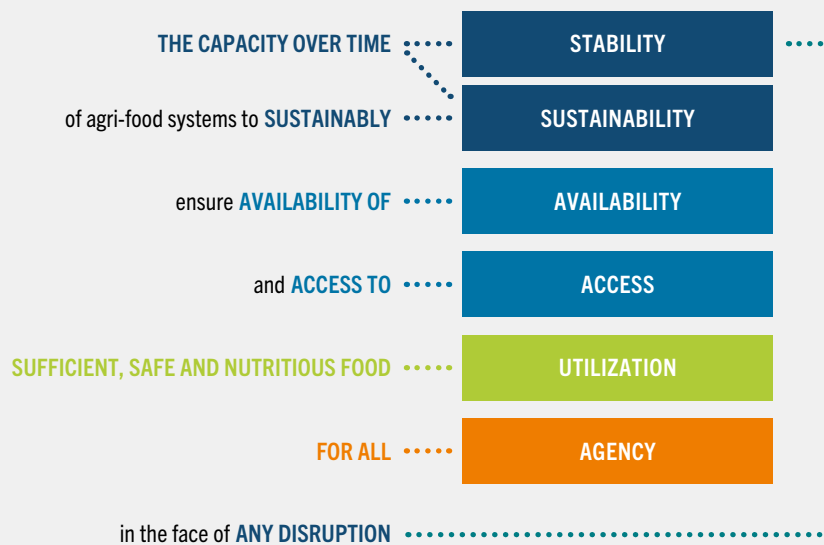 THE CAPACITY OVER TIME
STABILITY
of agri-food systems to SUSTAINABLY
SUSTAINABILITY
ensure AVAILABILITY OF
AVAILABILITY
and ACCESS TO
ACCESS
SUFFICIENT, SAFE AND NUTRITIOUS FOOD
UTILIZATION
FOR ALL
AGENCY
in the face of ANY DISRUPTION